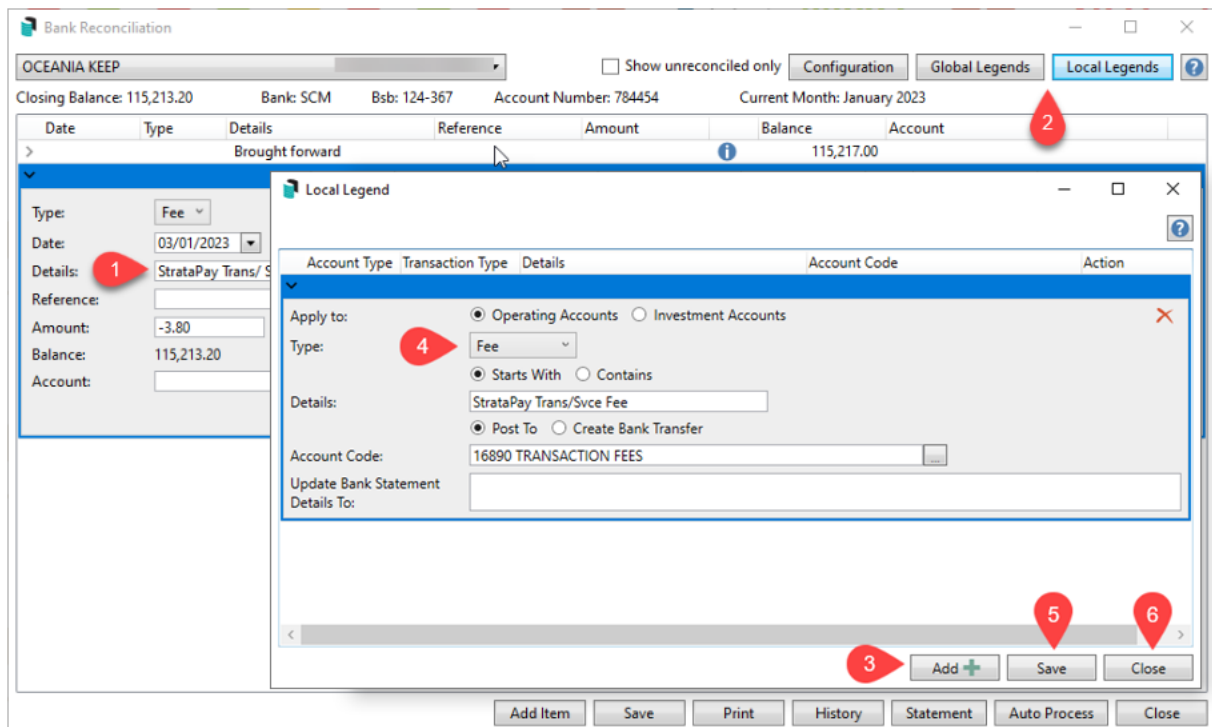 Bank Reconciliation
OCEANIA KEEP Show unreconciled only Configuration Global Legends Local Legends ?
Closing Balance: 115,213.20 Bank: SCM Bsb: 124-367 Account Number: 784454 Current Month: January 2023
2
Date Type Details Reference Amount Balance Account
Brought forward i 115,217.00
Type: Fee
Date: 03/01/2023
Details: 1 StrataPay Trans/ S
Reference:
Amount: -3.80
Balance: 115,213.20
Account:
Local Legend
?
Account Type Transaction Type Details Account Code Action
Apply to: Operating Accounts Investment Accounts
Type: 4 Fee
Starts With Contains
Details: StrataPay Trans/Svce Fee
Post To Create Bank Transfer
Account Code: 16890 TRANSACTION FEES ...
Update Bank Statement
Details To:
5 6
3 Add Save Close
Add Item Save Print History Statement Auto Process Close